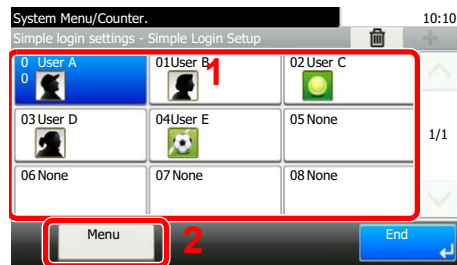 System Menu/Counter. 10:10
Simple login settings - Simple Login Setup
0 User A 01 User B 1 02 User C
0
03 User D 04 User E 05 None
1/1
06 None 07 None 08 None
Menu 2 End